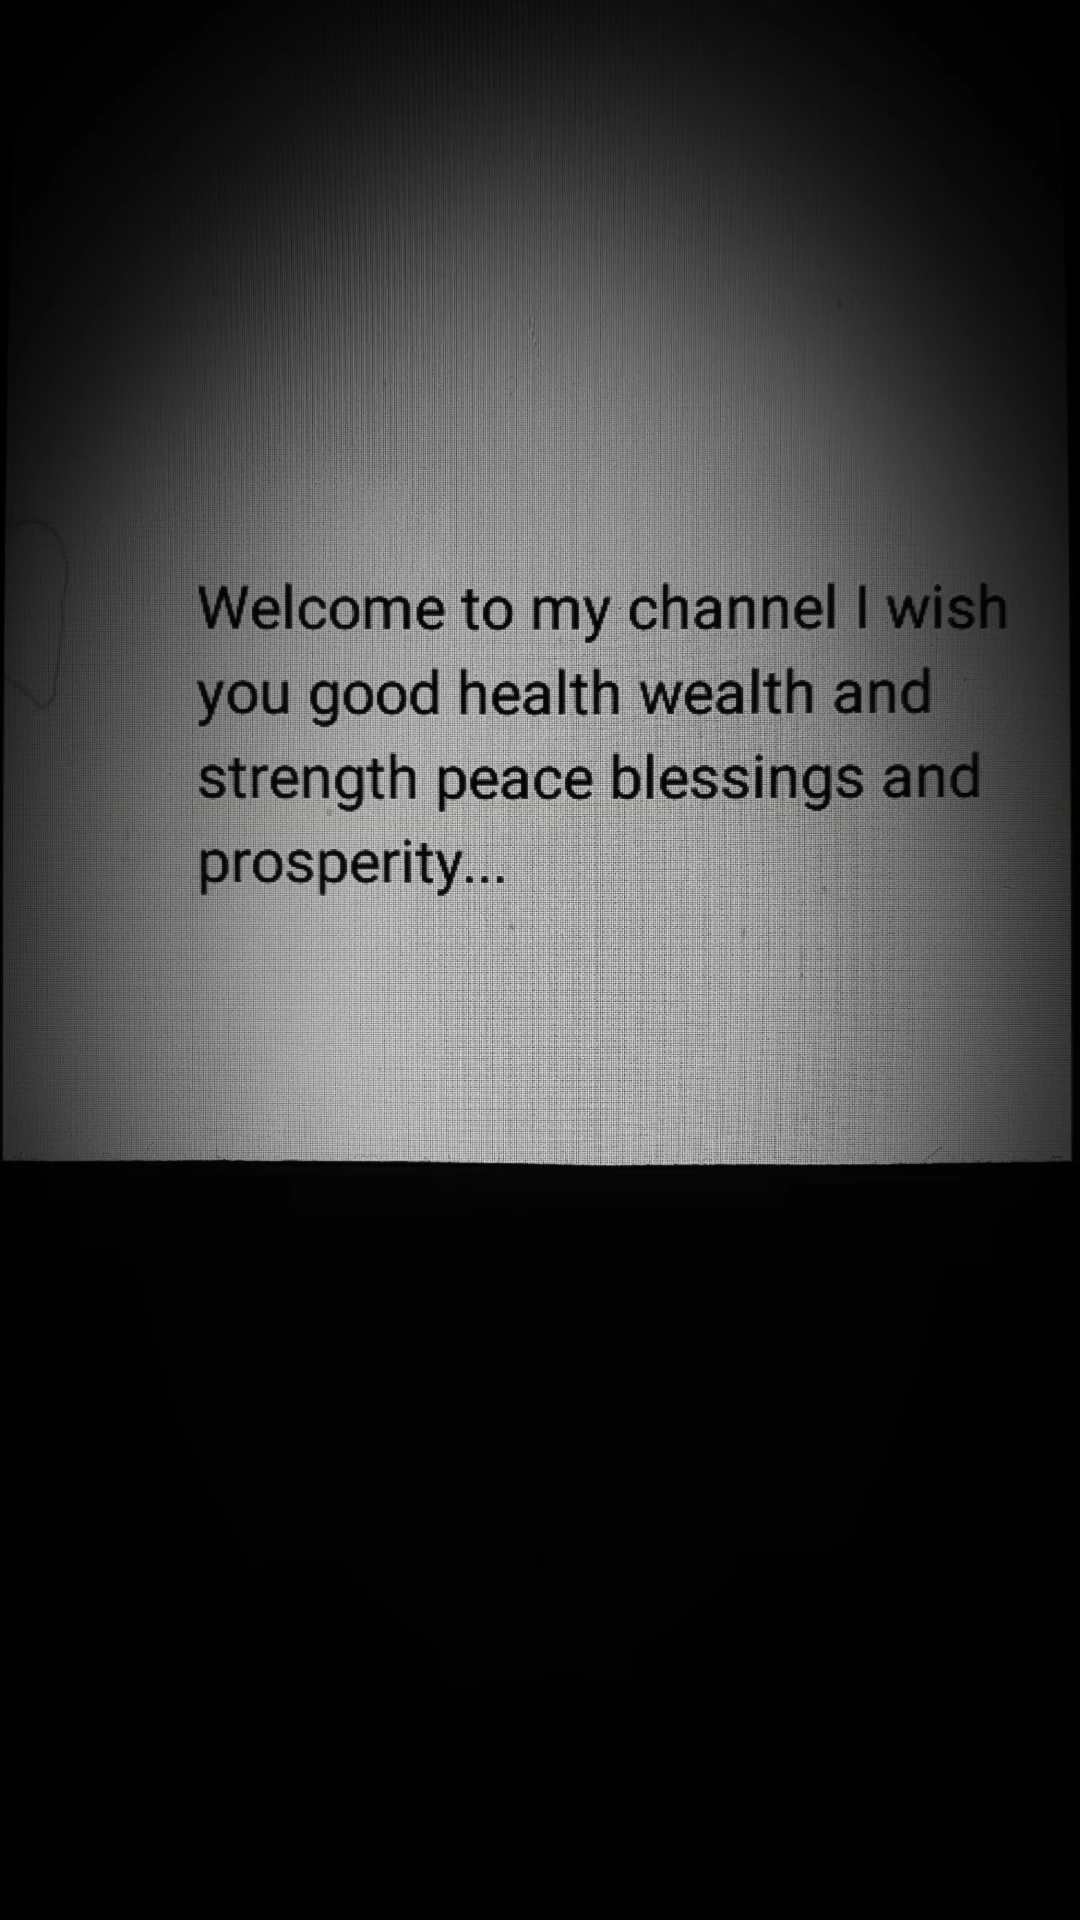 Welcome to my channel I wish
you good health wealth and
strength peace blessings and
prosperity...